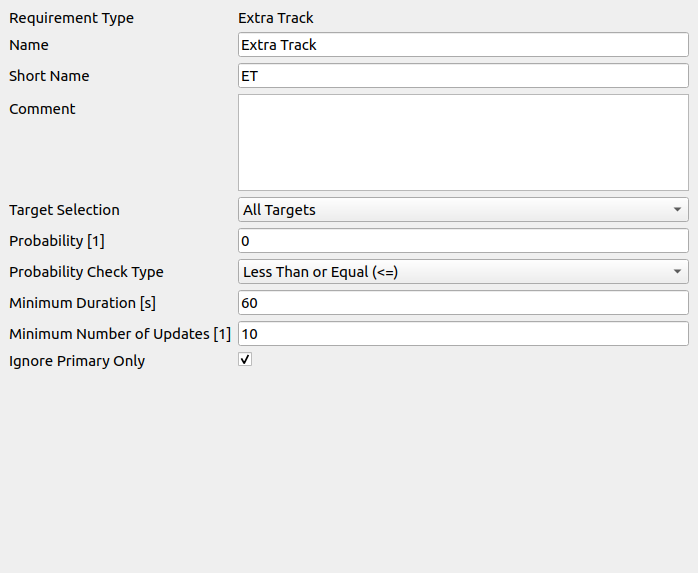 Requirement Type Extra Track
Name Extra Track
Short Name ET
Comment
Target Selection All Targets
Probability [1] 0
Probability Check Type Less Than or Equal (<=)
Minimum Duration [s] 60
Minimum Number of Updates [1] 10
Ignore Primary Only